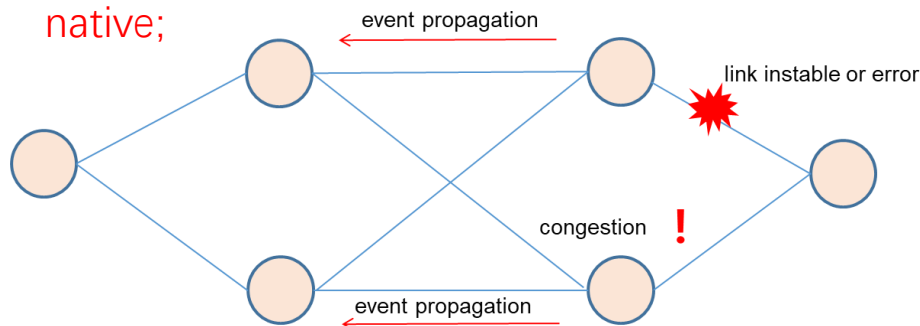 native;
event propagation
link instable or error
congestion !
event propagation